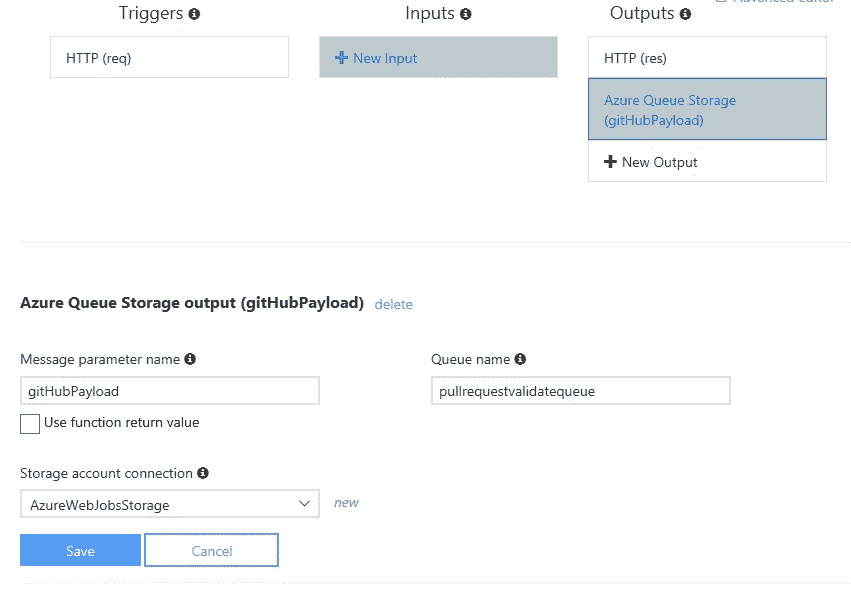 Triggers
Inputs
Outputs
Advanced editor
HTTP (req)
New Input
HTTP (res)
Azure Queue Storage
(gitHubPayload)
New Output
Azure Queue Storage output (gitHubPayload) delete
Message parameter name
Queue name
gitHubPayload
pullrequestvalidatequeue
Use function return value
Storage account connection
AzureWebJobsStorage
new
Save
Cancel